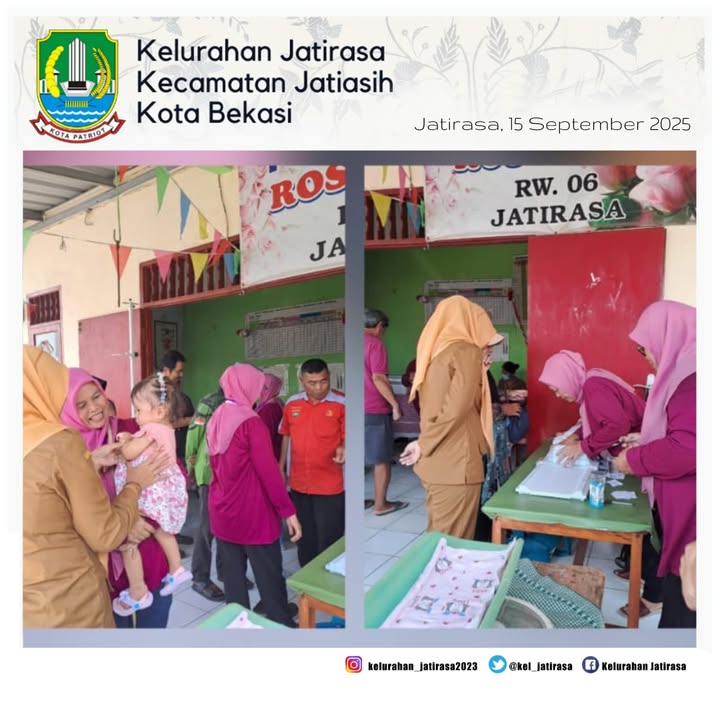 Kelurahan Jatirasa
Kecamatan Jatiasih
Kota Bekasi
KOTA PATRIOT
Jatirasa, 15 September 2025
ROS
JA
RW. 06
JATIRASA
kelurahan_jatirasa2023
@kel_jatirasa
Kelurahan Jatirasa